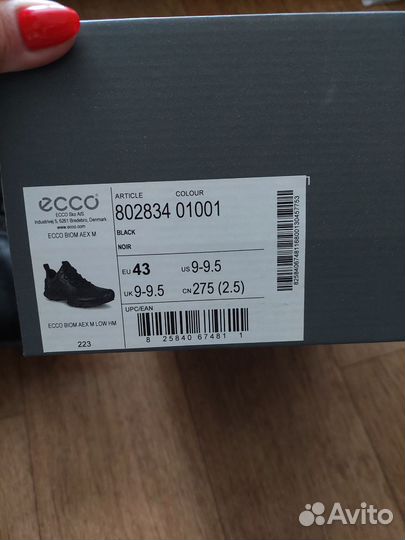 ecco
ECCO Sko A/S
Industrivej 5, 6261 Bredebro, Denmark
www.ecco.com
ECCO BIOM AEX M
ARTICLE COLOUR
802834 01001
BLACK
NOIR
EU 43 US 9-9.5
UK 9-9.5 CN 275 (2.5)
UPC/EAN
8 25840 67481 1
ECCO BIOM AEX M LOW HM
223
Avito